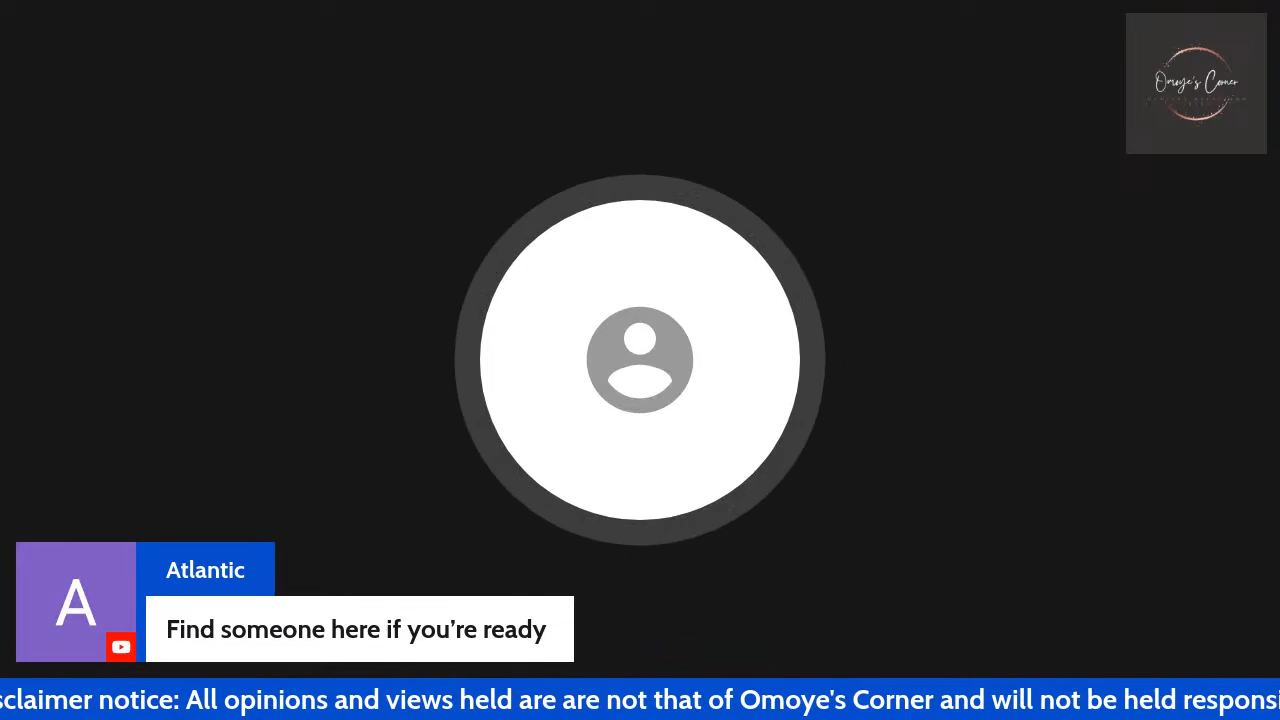 Omoye's Corner
A
Atlantic
Find someone here if you're ready
sclaimer notice: All opinions and views held are are not that of Omoye's Corner and will not be held responsi